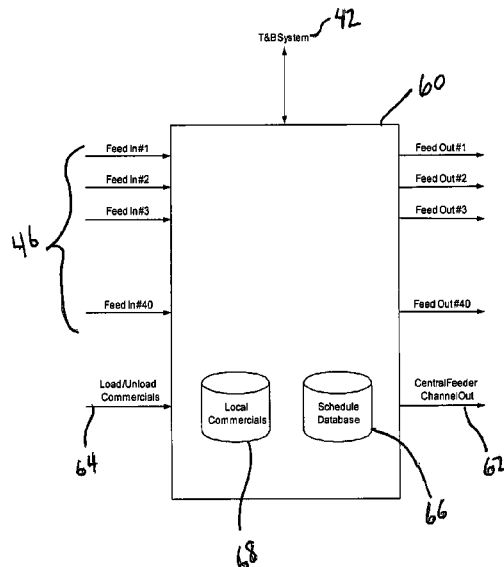 T&BSystem 42
60
Feed In#1
Feed Out#1
Feed In#2
Feed Out#2
Feed In#3
Feed Out#3
46
Feed In#40
Feed Out#40
Load/Unload
Commercials
Local
Commercials
Schedule
Database
CentralFeeder
ChannelOut
64
62
66
68